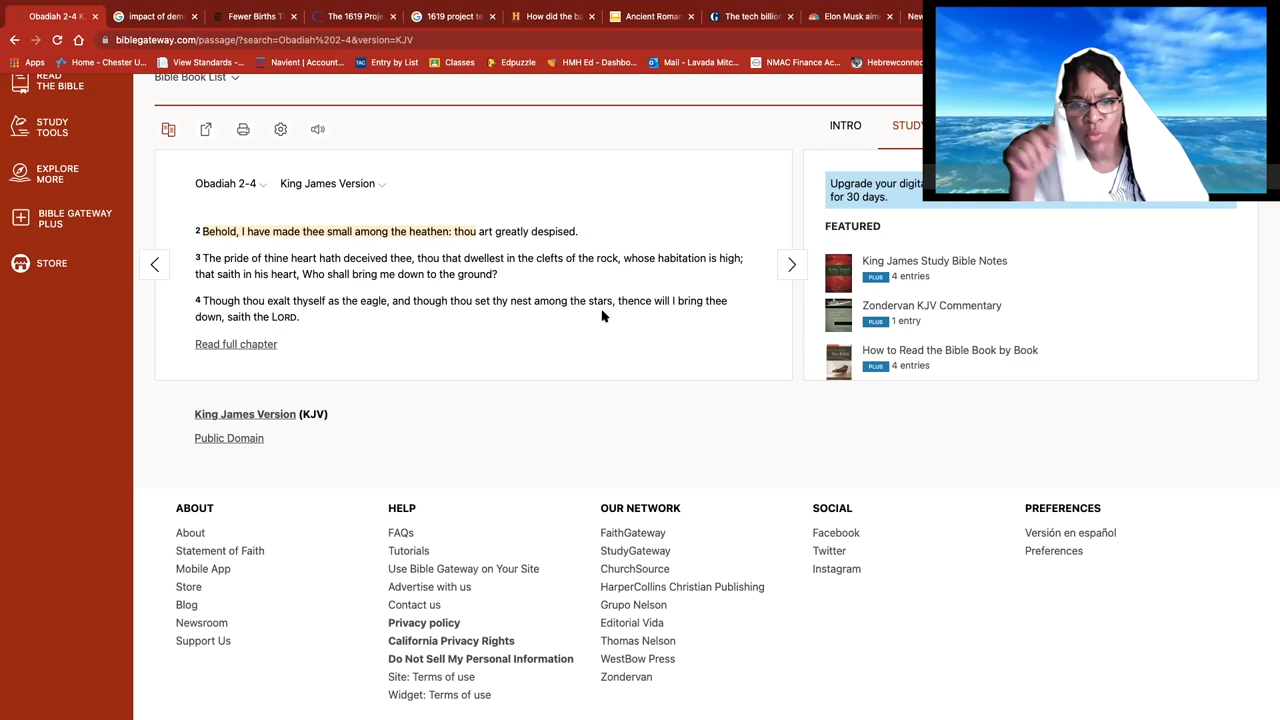 Obadiah 2-4 K
impact of dem
Fewer Births T
The 1619 Proje
1619 project te
How did the ba
Ancient Roman
The tech billion
Elon Musk aims
New
biblegateway.com/passage/?search=Obadiah%202-4&version=KJV
Apps
Home - Chester U...
View Standards -...
Navient | Account...
TAC
Entry by List
Classes
Edpuzzle
HMH Ed - Dashbo...
Mail - Lavada Mitc...
NMAC Finance Ac...
Hebrewconnec
READ
THE BIBLE
STUDY
TOOLS
EXPLORE
MORE
BIBLE GATEWAY
PLUS
STORE
Bible Book List
INTRO
STUDY
Obadiah 2-4
King James Version
2 Behold, I have made thee small among the heathen: thou art greatly despised.
3 The pride of thine heart hath deceived thee, thou that dwellest in the clefts of the rock, whose habitation is high;
that saith in his heart, Who shall bring me down to the ground?
4 Though thou exalt thyself as the eagle, and though thou set thy nest among the stars, thence will I bring thee
down, saith the LORD.
Read full chapter
Upgrade your digita
for 30 days.
FEATURED
King James Study Bible Notes
PLUS 4 entries
Zondervan KJV Commentary
PLUS 1 entry
How to Read the Bible Book by Book
PLUS 4 entries
King James Version (KJV)
Public Domain
ABOUT
About
Statement of Faith
Mobile App
Store
Blog
Newsroom
Support Us
HELP
FAQs
Tutorials
Use Bible Gateway on Your Site
Advertise with us
Contact us
Privacy policy
California Privacy Rights
Do Not Sell My Personal Information
Site: Terms of use
Widget: Terms of use
OUR NETWORK
FaithGateway
StudyGateway
ChurchSource
HarperCollins Christian Publishing
Grupo Nelson
Editorial Vida
Thomas Nelson
WestBow Press
Zondervan
SOCIAL
Facebook
Twitter
Instagram
PREFERENCES
Versión en español
Preferences